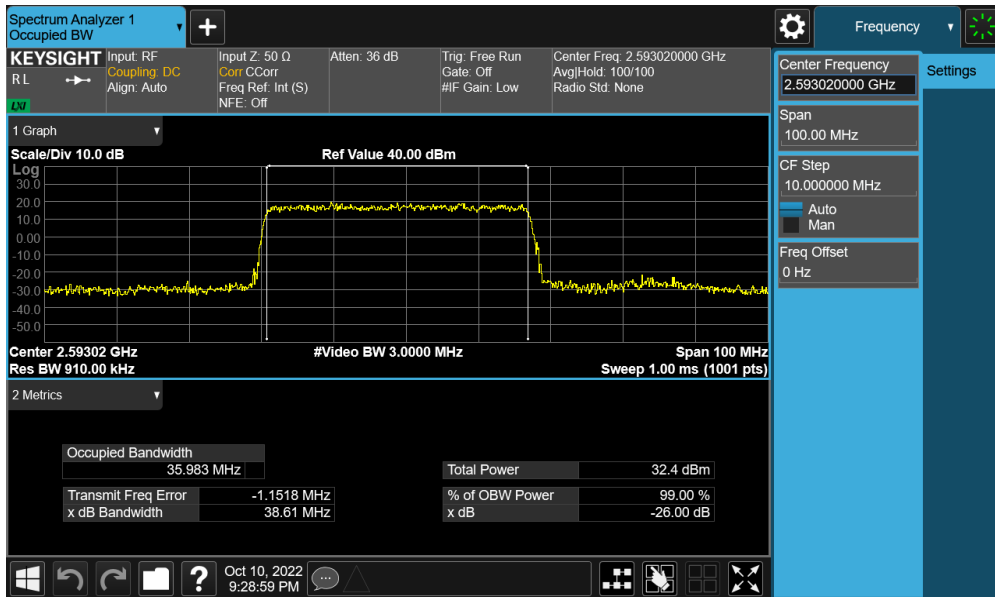 Spectrum Analyzer 1
Occupied BW
+
Frequency
KEYSIGHT
R L
LXI
Input: RF
Coupling: DC
Align: Auto
Input Z: 50 Ω
Corr CCorr
Freq Ref: Int (S)
NFE: Off
Atten: 36 dB
Trig: Free Run
Gate: Off
#IF Gain: Low
Center Freq: 2.593020000 GHz
Avg|Hold: 100/100
Radio Std: None
Center Frequency
2.593020000 GHz
Settings
Span
100.00 MHz
CF Step
10.000000 MHz
Auto
Man
Freq Offset
0 Hz
1 Graph
Scale/Div 10.0 dB
Ref Value 40.00 dBm
Log
30.0
20.0
10.0
0.00
-10.0
-20.0
-30.0
-40.0
-50.0
Center 2.59302 GHz
#Video BW 3.0000 MHz
Span 100 MHz
Res BW 910.00 kHz
Sweep 1.00 ms (1001 pts)
2 Metrics
Occupied Bandwidth
35.983 MHz
Total Power 32.4 dBm
Transmit Freq Error -1.1518 MHz
% of OBW Power 99.00 %
x dB Bandwidth 38.61 MHz
x dB -26.00 dB
?
Oct 10, 2022
9:28:59 PM